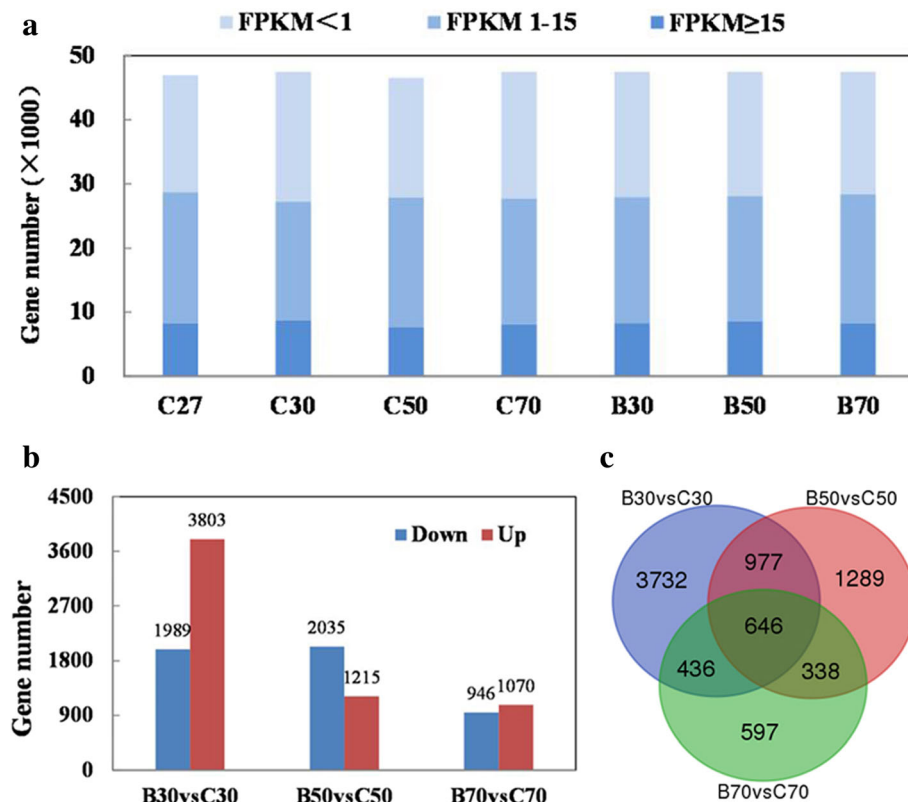 a
FPKM<1 FPKM 1-15 FPKM≥15
Gene number (×1000)
50
40
30
20
10
0
C27 C30 C50 C70 B30 B50 B70
b
Gene number
4500
3600
2700
1800
900
0
Down Up
1989 3803
2035 1215
946 1070
B30vsC30 B50vsC50 B70vsC70
c
B30vsC30 B50vsC50
3732 977 1289
646
436 338
597
B70vsC70